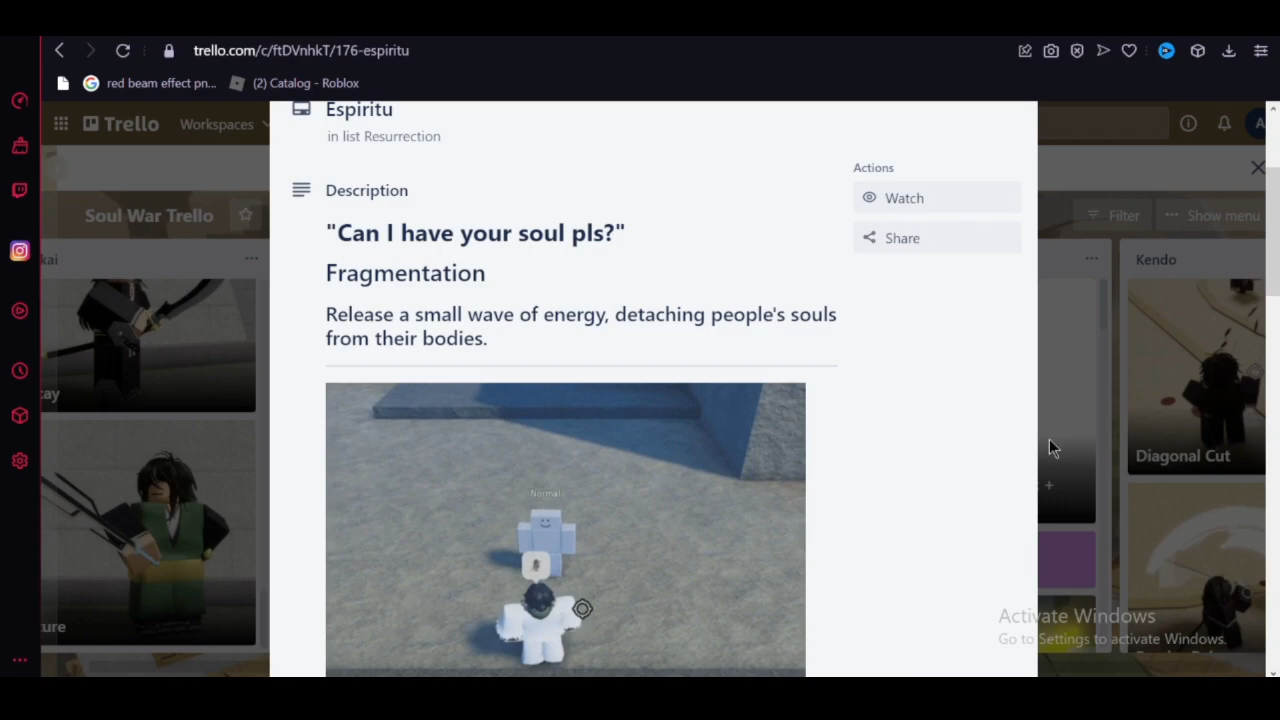 trello.com/c/ftDVnhkT/176-espiritu
red beam effect pn...
(2) Catalog - Roblox
Trello
Workspaces
A
Espiritu
in list Resurrection
Actions
Watch
Share
Soul War Trello
Filter
Show menu
kai
Kendo
Description
"Can I have your soul pls?"
Fragmentation
Release a small wave of energy, detaching people's souls
from their bodies.
Normal
Diagonal Cut
Activate Windows
Go to Settings to activate Windows.